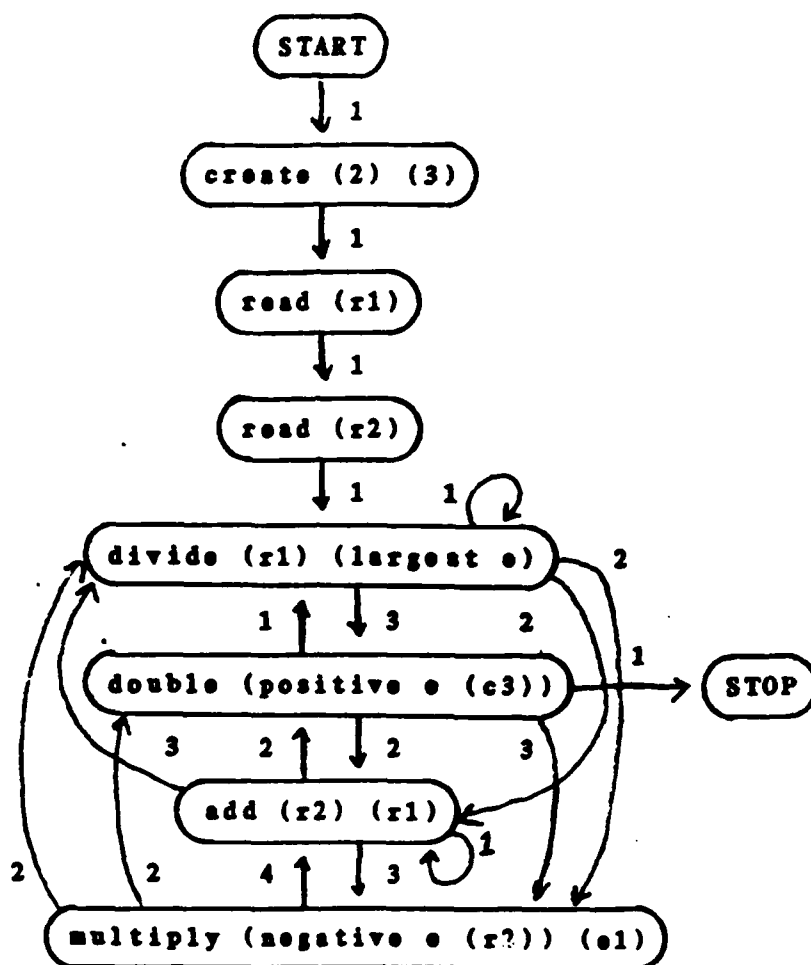 START
1
create (2) (3)
1
read (r1)
1
read (r2)
1 1
divide (r1) (largest e)
2
1 3 2
1
double (positive e (c3)) STOP
3 2 2 3
add (r2) (r1)
1
2 2 4 3
multiply (negative e (r2)) (e1)